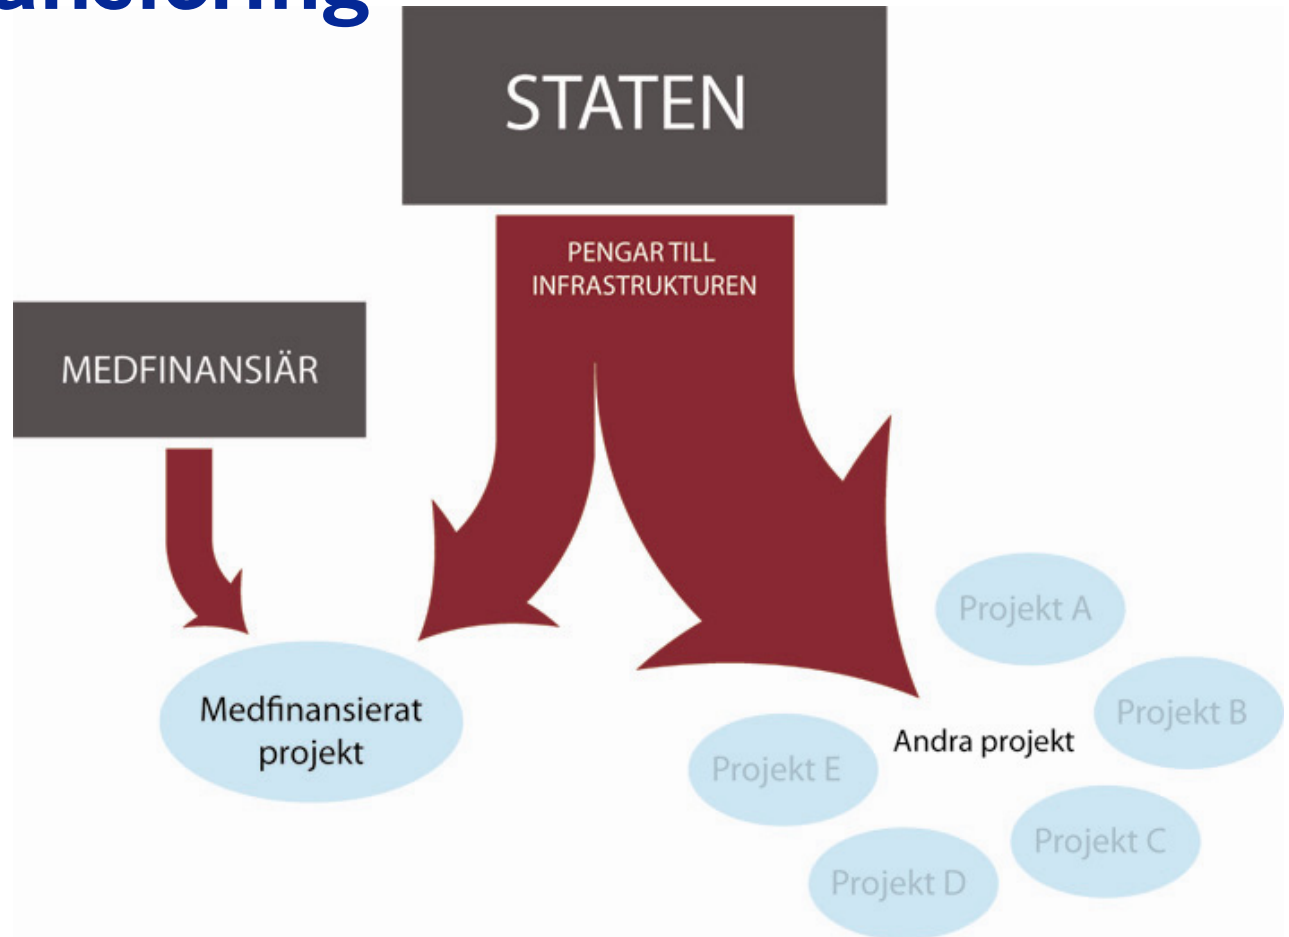 STATEN
PENGAR TILL
INFRASTRUKTUREN
MEDFINANSIÄR
Projekt A
Medfinansierat
projekt
Projekt B
Andra projekt
Projekt E
Projekt C
Projekt D